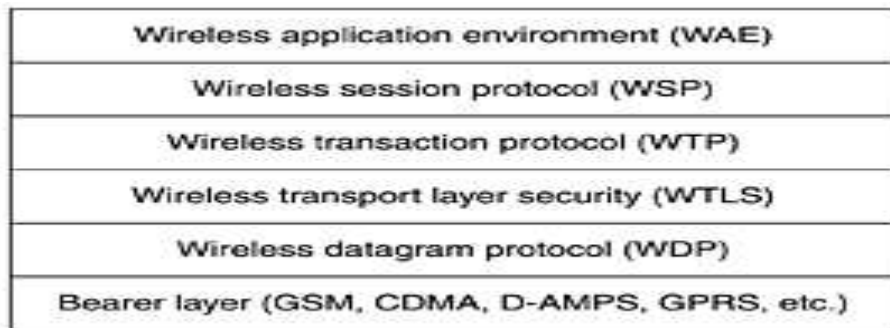 Wireless application environment (WAE)
Wireless session protocol (WSP)
Wireless transaction protocol (WTP)
Wireless transport layer security (WTLS)
Wireless datagram protocol (WDP)
Bearer layer (GSM, CDMA, D-AMPS, GPRS, etc.)